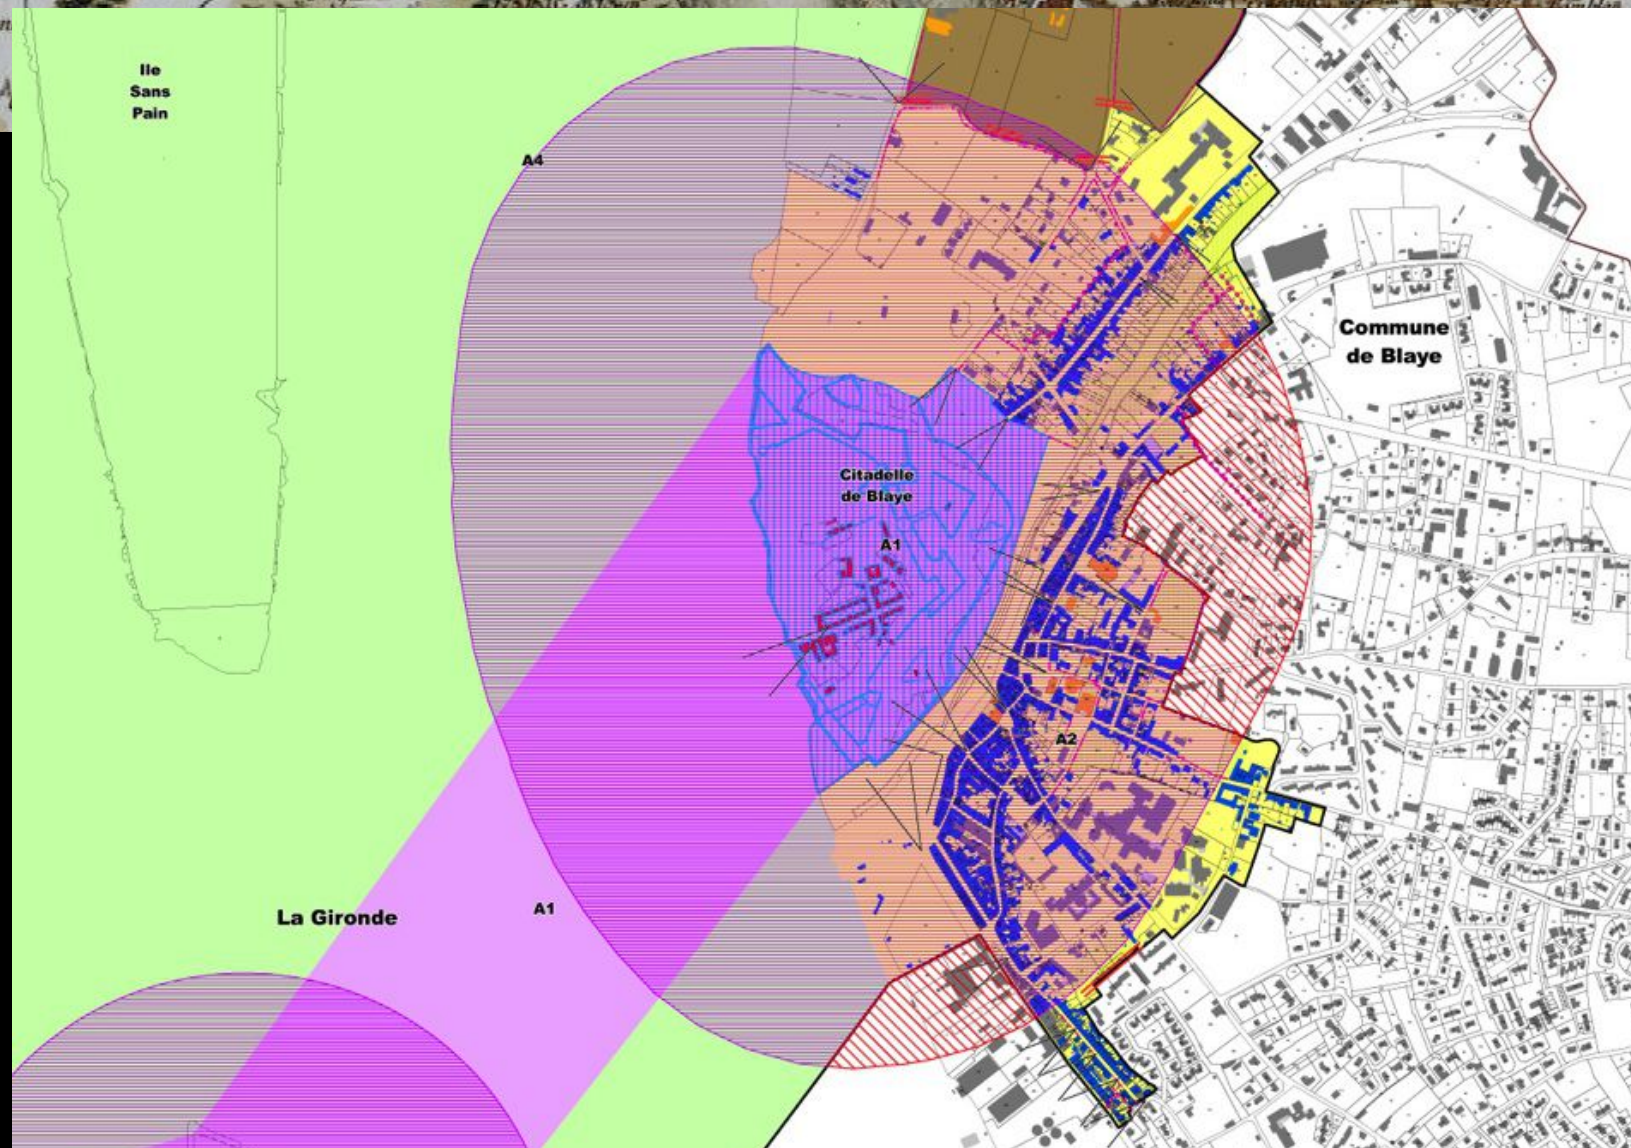 Ile
Sans
Pain
A4
Commune
de Blaye
Citadelle
de Blaye
A1
A2
A1
La Gironde